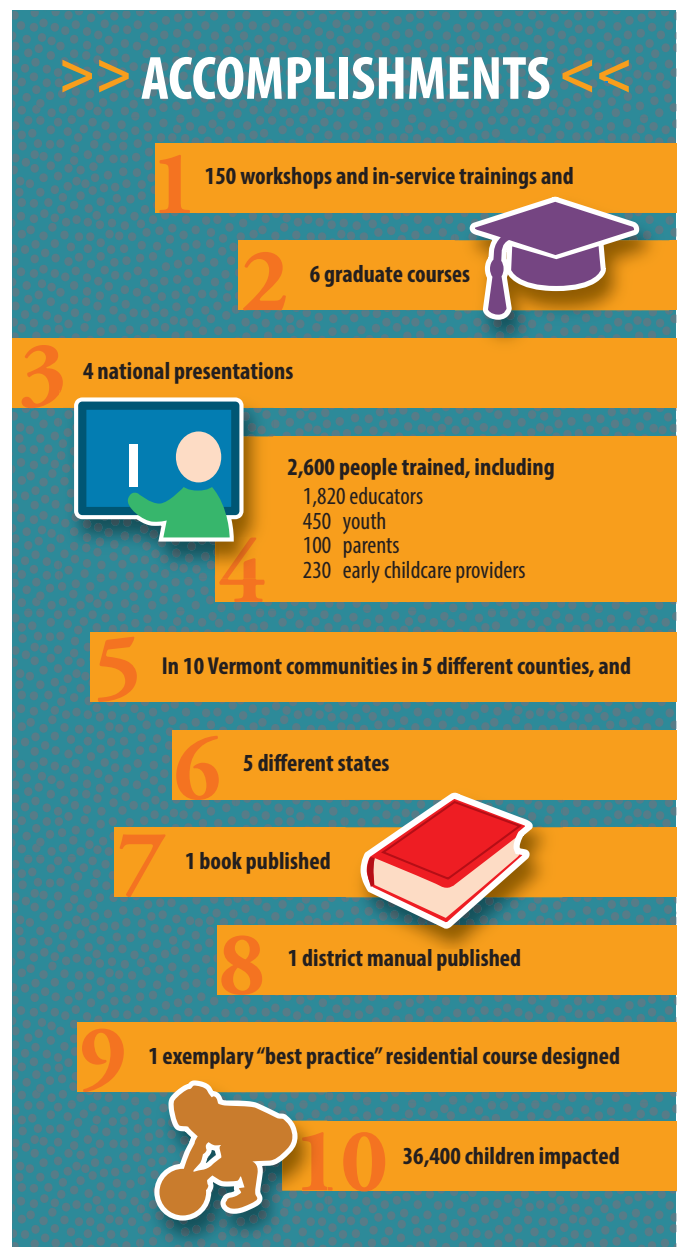 >> ACCOMPLISHMENTS <<
1 150 workshops and in-service trainings and
2 6 graduate courses
3 4 national presentations
2,600 people trained, including
1,820 educators
450 youth
100 parents
4 230 early childcare providers
5 In 10 Vermont communities in 5 different counties, and
6 5 different states
7 1 book published
8 1 district manual published
9 1 exemplary “best practice” residential course designed
10 36,400 children impacted